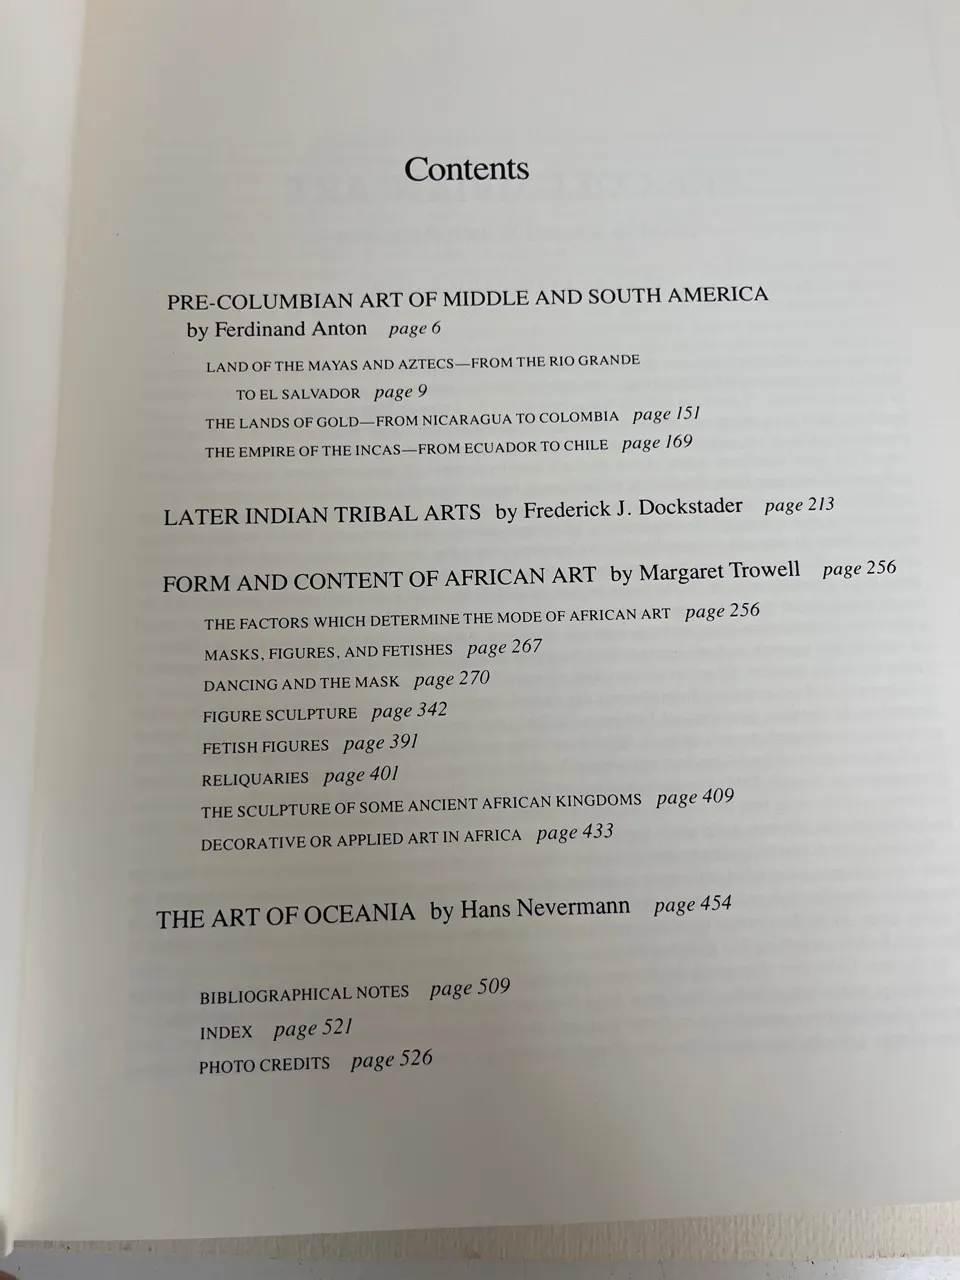 Contents
PRE-COLUMBIAN ART OF MIDDLE AND SOUTH AMERICA
by Ferdinand Anton page 6
LAND OF THE MAYAS AND AZTECS—FROM THE RIO GRANDE
TO EL SALVADOR page 9
THE LANDS OF GOLD—FROM NICARAGUA TO COLOMBIA page 151
THE EMPIRE OF THE INCAS—FROM ECUADOR TO CHILE page 169
LATER INDIAN TRIBAL ARTS by Frederick J. Dockstader page 213
FORM AND CONTENT OF AFRICAN ART by Margaret Trowell page 256
THE FACTORS WHICH DETERMINE THE MODE OF AFRICAN ART page 256
MASKS, FIGURES, AND FETISHES page 267
DANCING AND THE MASK page 270
FIGURE SCULPTURE page 342
FETISH FIGURES page 391
RELIQUARIES page 401
THE SCULPTURE OF SOME ANCIENT AFRICAN KINGDOMS page 409
DECORATIVE OR APPLIED ART IN AFRICA page 433
THE ART OF OCEANIA by Hans Nevermann page 454
BIBLIOGRAPHICAL NOTES page 509
INDEX page 521
PHOTO CREDITS page 526